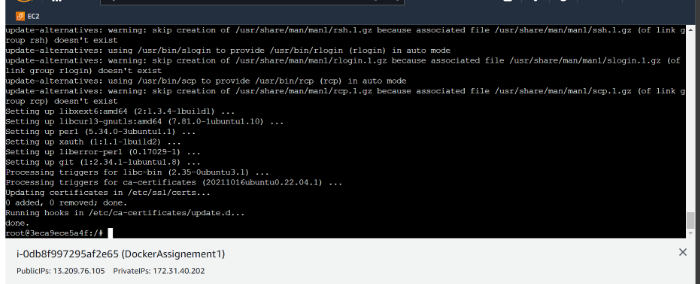 EC2
update-alternatives: warning: skip creation of /usr/share/man/man1/rsh.1.gz because associated file /usr/share/man/man1/ssh.1.gz (of link g
roup rsh) doesn't exist
update-alternatives: using /usr/bin/slogin to provide /usr/bin/rlogin (rlogin) in auto mode
update-alternatives: warning: skip creation of /usr/share/man/man1/rlogin.1.gz because associated file /usr/share/man/man1/slogin.1.gz (of
link group rlogin) doesn't exist
update-alternatives: using /usr/bin/scp to provide /usr/bin/rcp (rcp) in auto mode
update-alternatives: warning: skip creation of /usr/share/man/man1/rcp.1.gz because associated file /usr/share/man/man1/scp.1.gz (of link g
roup rcp) doesn't exist
Setting up libxext6:amd64 (2:1.3.4-1build1) ...
Setting up libcurl3-gnutls:amd64 (7.81.0-1ubuntu1.10) ...
Setting up perl (5.34.0-3ubuntu1.1) ...
Setting up xauth (1:1.1-1build2) ...
Setting up liberror-perl (0.17029-1) ...
Setting up git (1:2.34.1-1ubuntu1.8) ...
Processing triggers for libc-bin (2.35-0ubuntu3.1) ...
Processing triggers for ca-certificates (20211016ubuntu0.22.04.1) ...
Updating certificates in /etc/ssl/certs...
0 added, 0 removed; done.
Running hooks in /etc/ca-certificates/update.d...
done.
root@3eca9ece5a4f:/#
i-0db8f997295af2e65 (DockerAssignement1)
PublicIPs: 13.209.76.105 PrivateIPs: 172.31.40.202